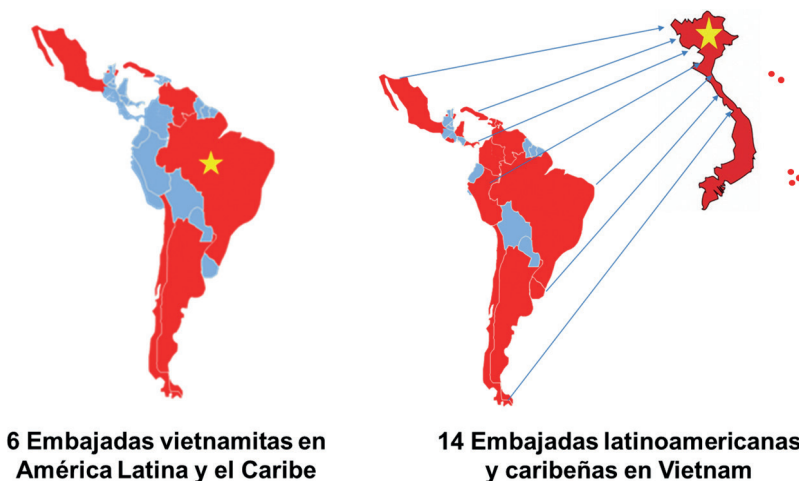 6 Embajadas vietnamitas en
América Latina y el Caribe
14 Embajadas latinoamericanas
y caribeñas en Vietnam